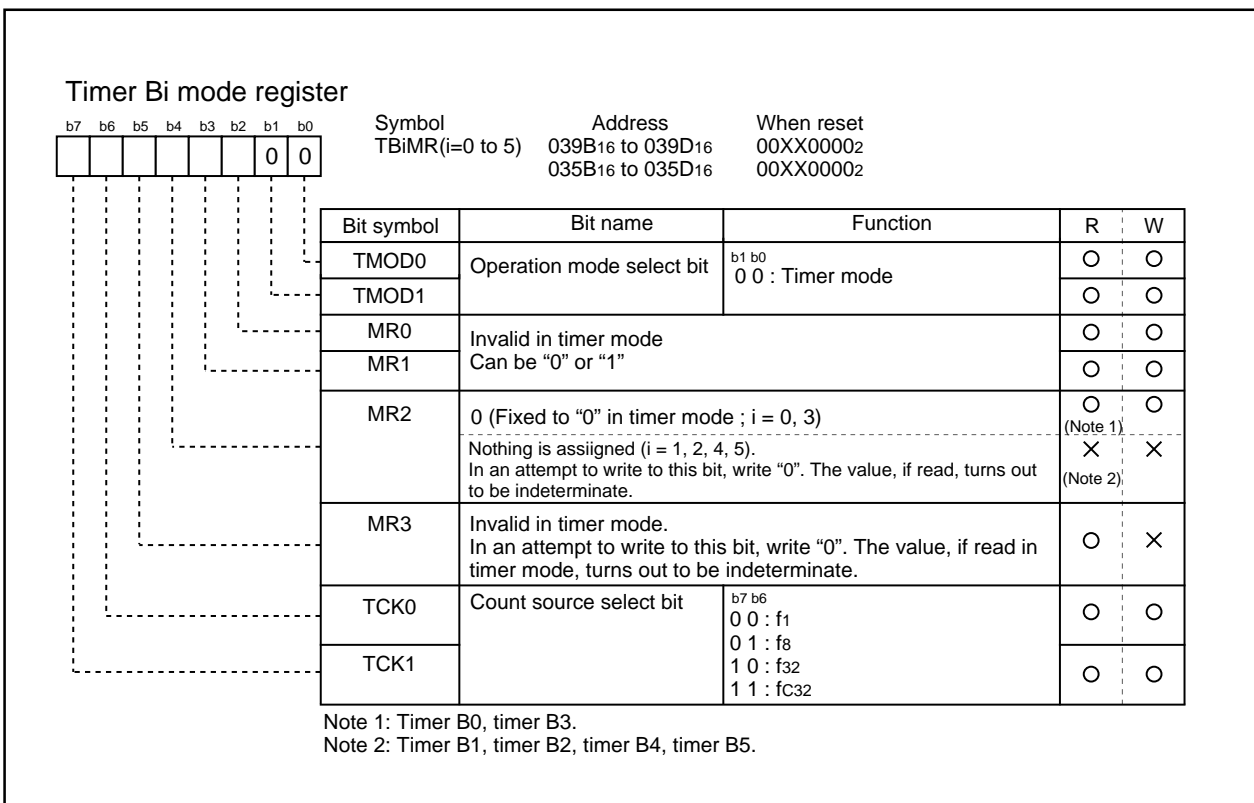 Timer Bi mode register
b7 b6 b5 b4 b3 b2 b1 b0
0 0
Symbol Address When reset
TBiMR(i=0 to 5) 039B16 to 039D16 00XX00002
035B16 to 035D16 00XX00002
Bit symbol Bit name Function R W
TMOD0 Operation mode select bit b1 b0
0 0 : Timer mode
TMOD1
MR0 Invalid in timer mode
MR1 Can be “0” or “1”
MR2 0 (Fixed to “0” in timer mode ; i = 0, 3)
(Note 1)
Nothing is assiigned (i = 1, 2, 4, 5).
In an attempt to write to this bit, write “0”. The value, if read, turns out
to be indeterminate.
(Note 2)
MR3 Invalid in timer mode.
In an attempt to write to this bit, write “0”. The value, if read in
timer mode, turns out to be indeterminate.
TCK0 Count source select bit b7 b6
0 0 : f1
0 1 : f8
TCK1 1 0 : f32
1 1 : fC32
Note 1: Timer B0, timer B3.
Note 2: Timer B1, timer B2, timer B4, timer B5.